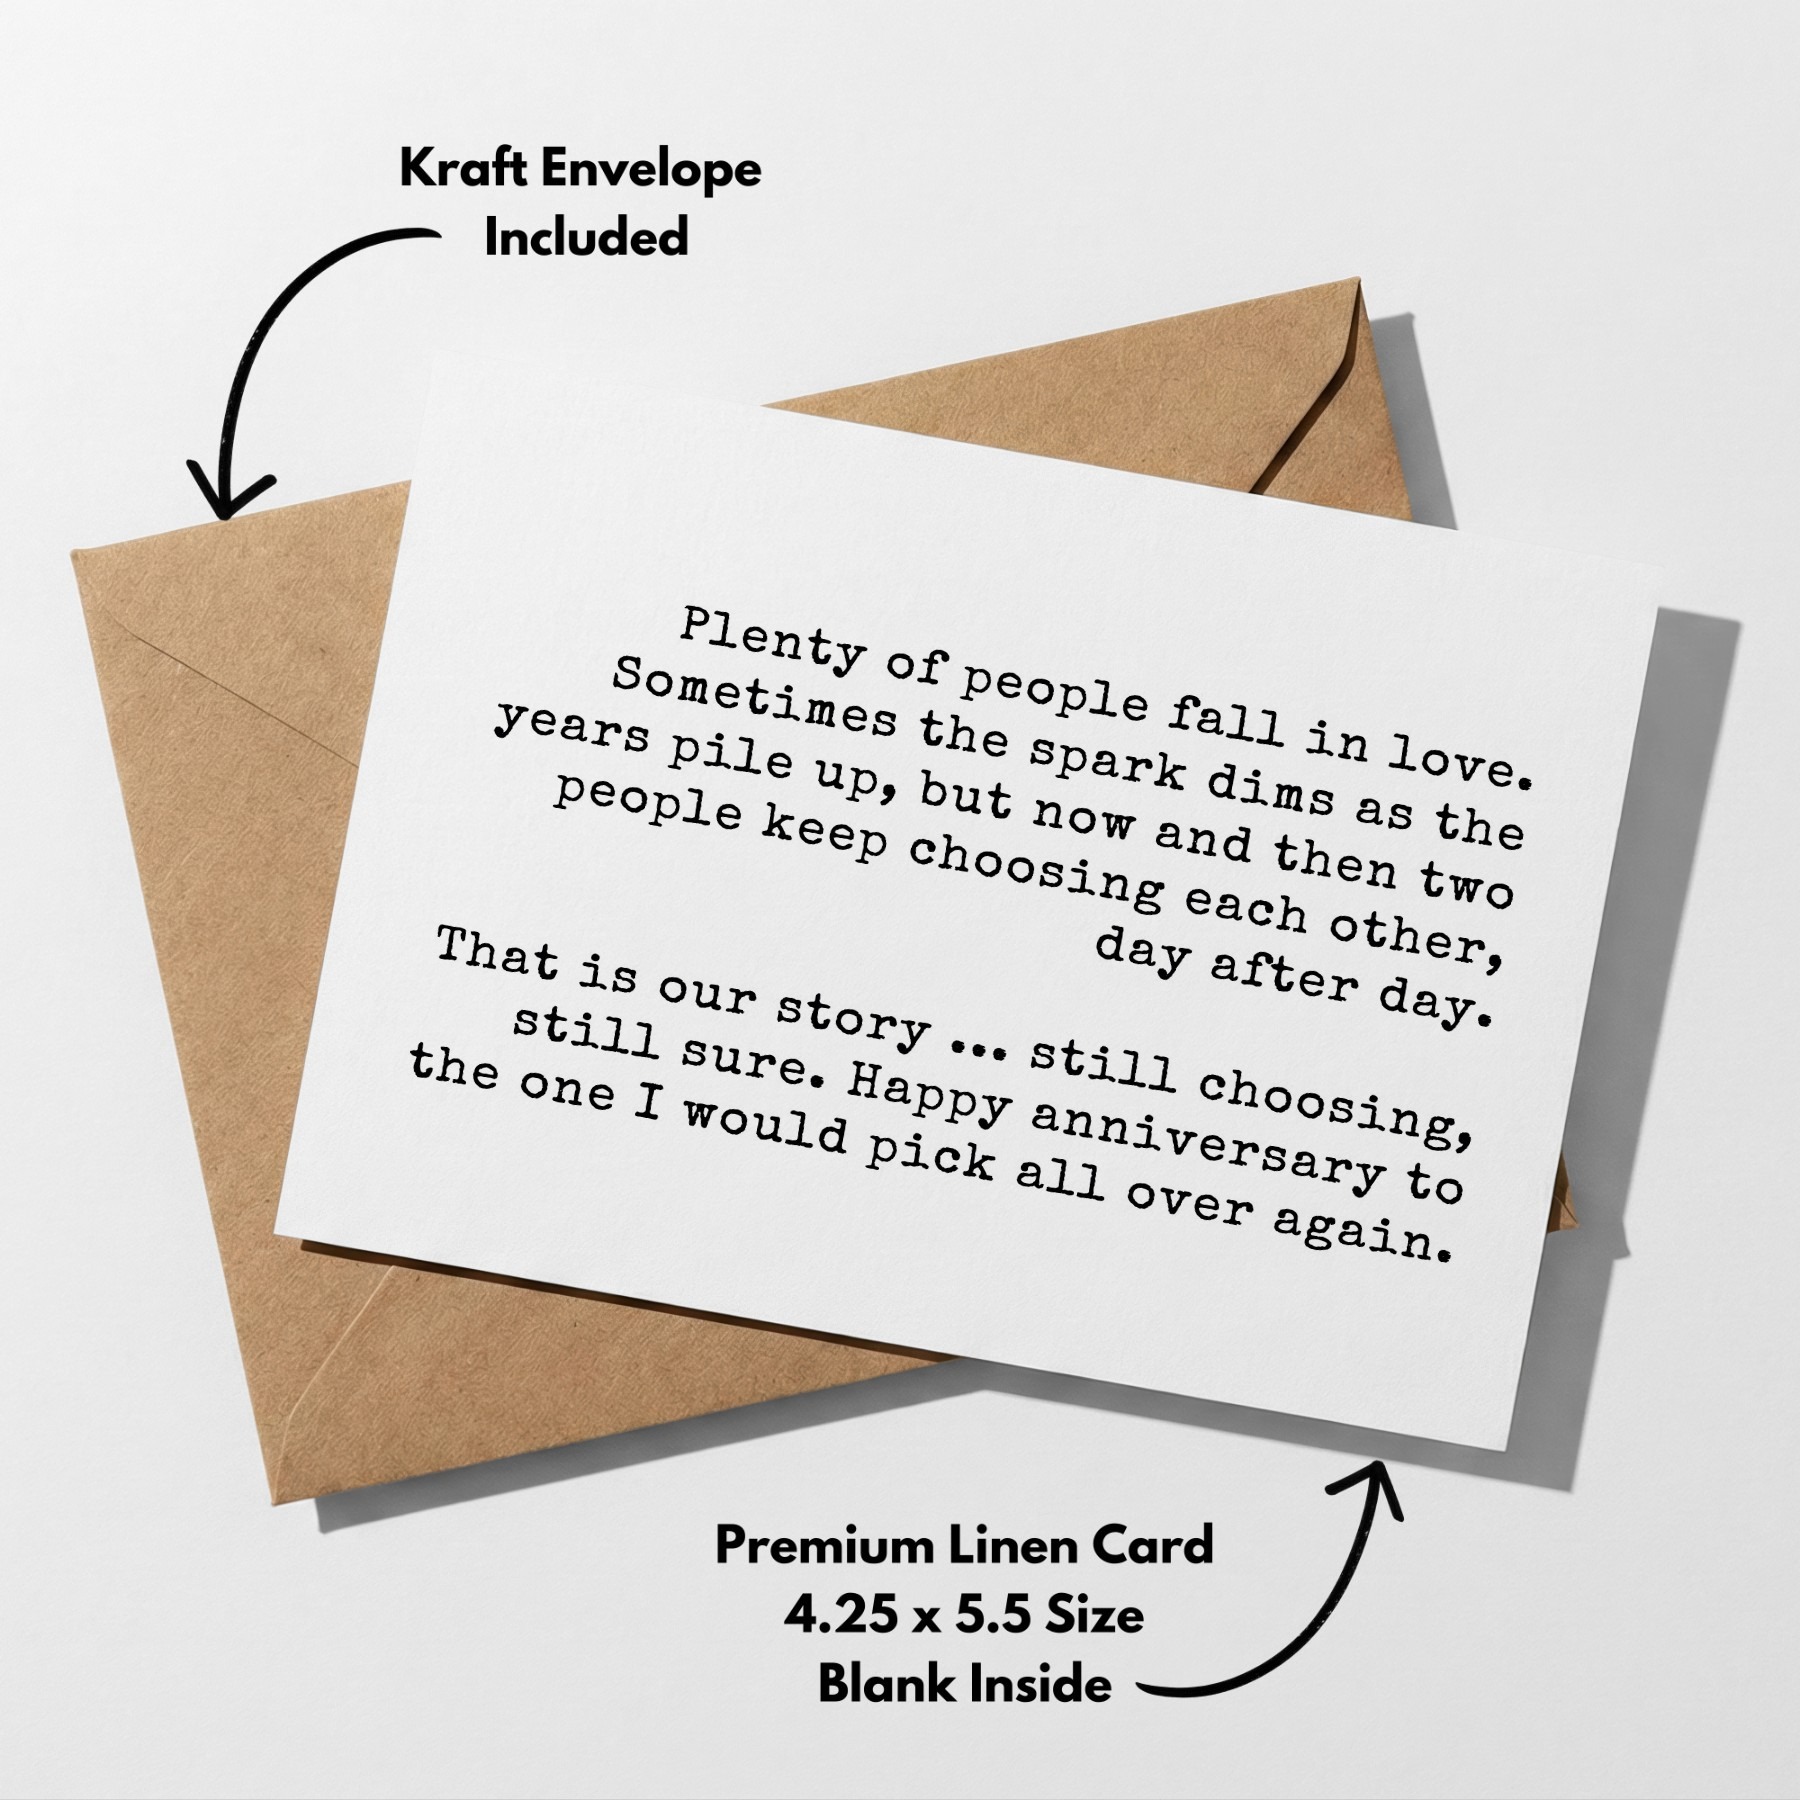 Kraft Envelope
Included
Plenty of people fall in love.
Sometimes the spark dims as the
years pile up, but now and then two
people keep choosing each other,
day after day.
That is our story ... still choosing,
still sure. Happy anniversary to
the one I would pick all over again.
Premium Linen Card
4.25 x 5.5 Size
Blank Inside